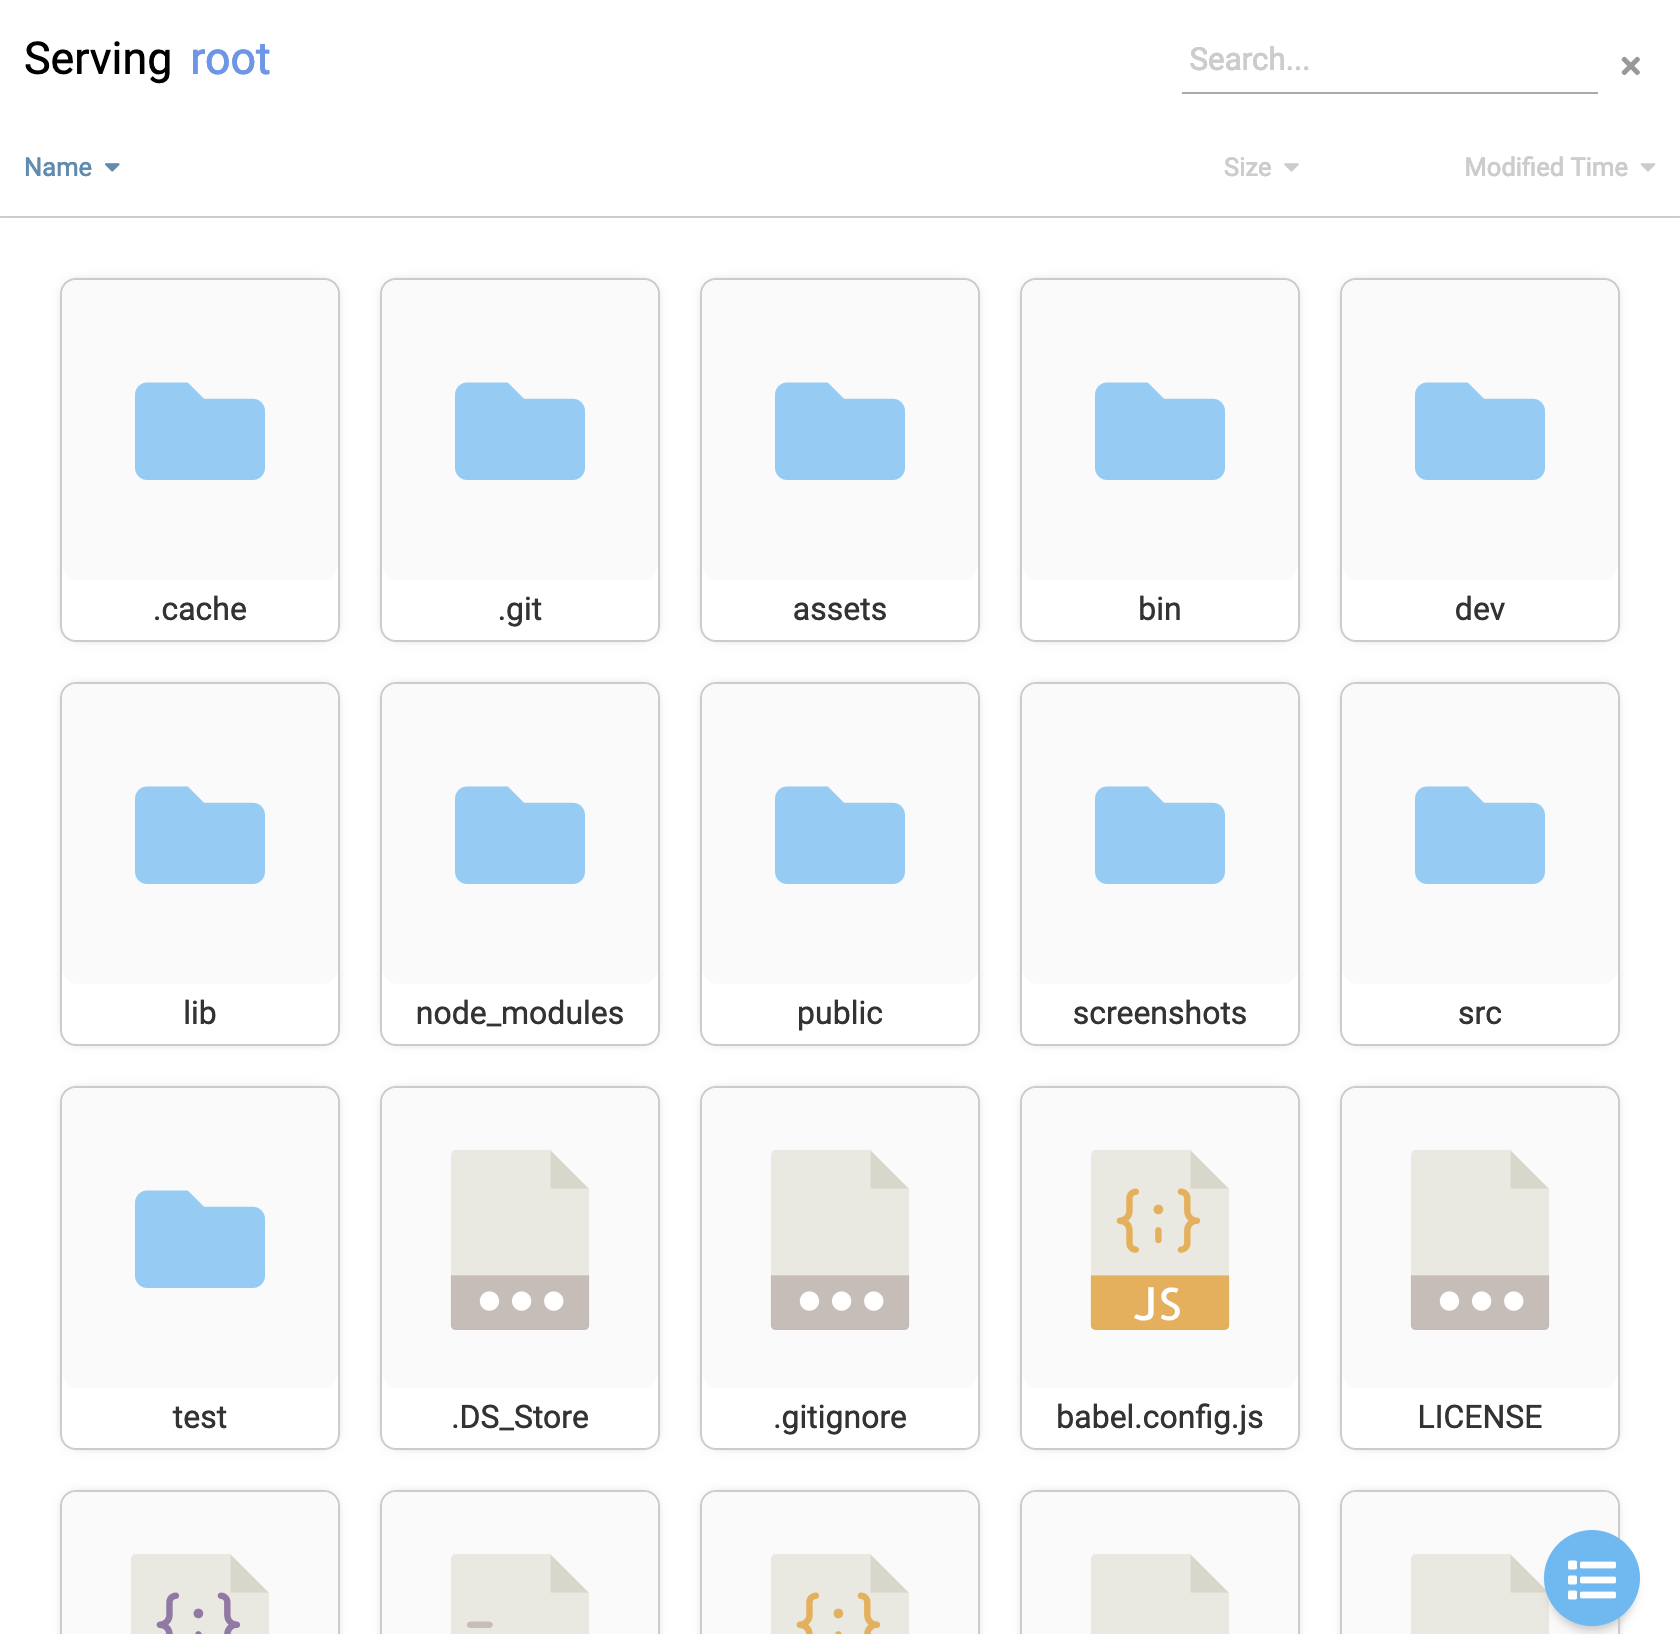 Serving root
Search...
Name
Size
Modified Time
.cache
.git
assets
bin
dev
lib
node_modules
public
screenshots
src
test
.DS_Store
.gitignore
{;}
JS
babel.config.js
LICENSE